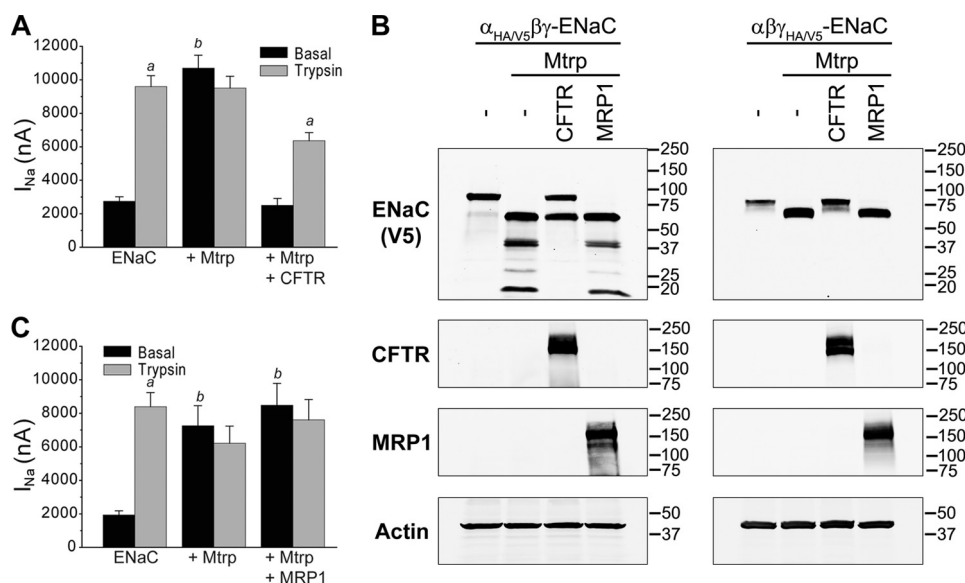 A
12000
10000
8000
6000
4000
2000
0
I_Na (nA)
Basal
Trypsin
a
b
a
ENaC
+ Mtrp
+ Mtrp
+ CFTR
B
α_HA/V5βγ-ENaC
αβγ_HA/V5-ENaC
Mtrp
Mtrp
- - CFTR MRP1
- - CFTR MRP1
ENaC
(V5)
250
150
100
75
50
37
25
20
250
150
100
75
50
37
25
20
CFTR
250
150
100
75
250
150
100
75
MRP1
250
150
100
75
250
150
100
75
Actin
50
37
50
37
C
12000
10000
8000
6000
4000
2000
0
I_Na (nA)
Basal
Trypsin
a
b
b
ENaC
+ Mtrp
+ Mtrp
+ MRP1